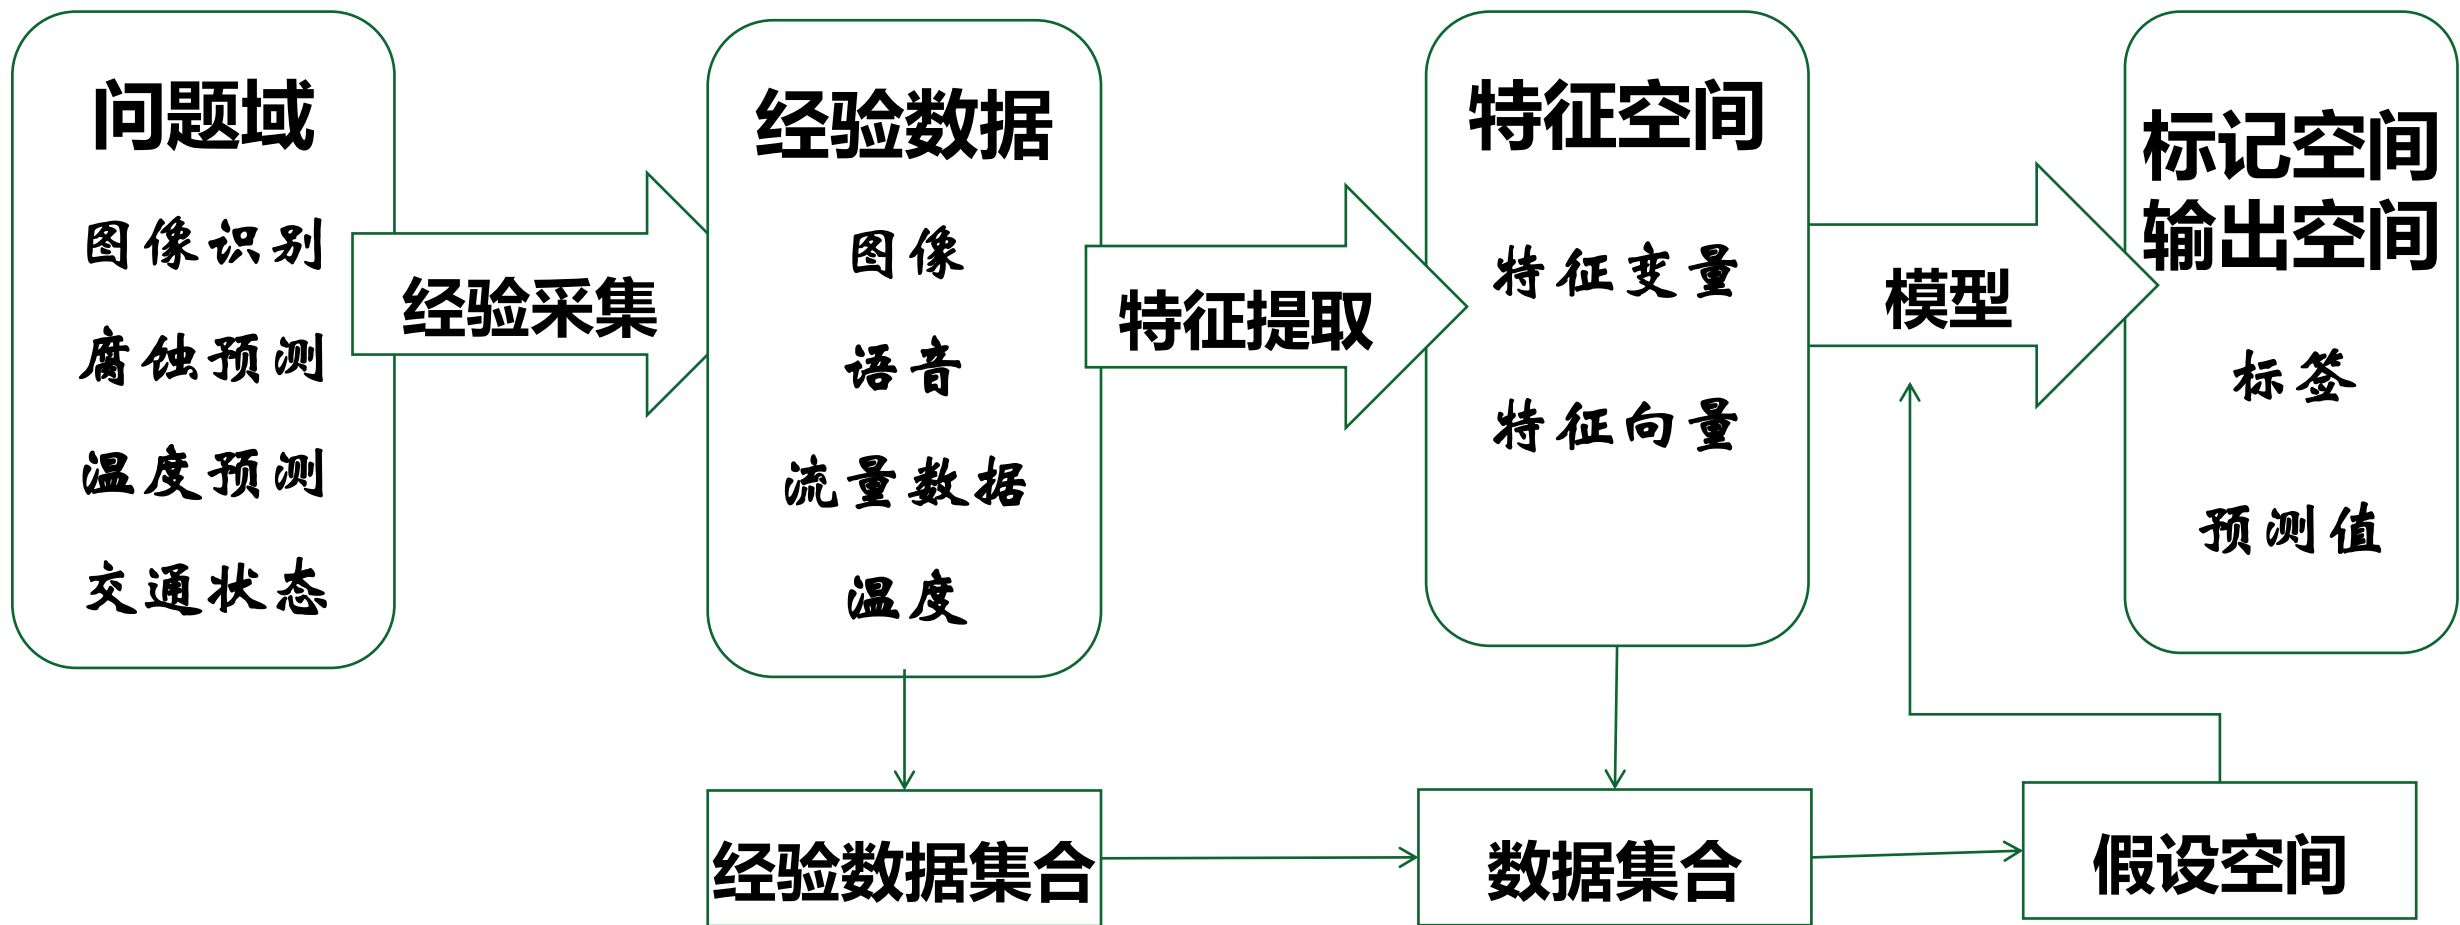 问题域
图像识别
腐蚀预测
温度预测
交通状态
经验采集
经验数据
图像
语音
流量数据
温度
特征提取
特征空间
特征变量
特征向量
模型
标记空间
输出空间
标签
预测值
经验数据集合
数据集合
假设空间